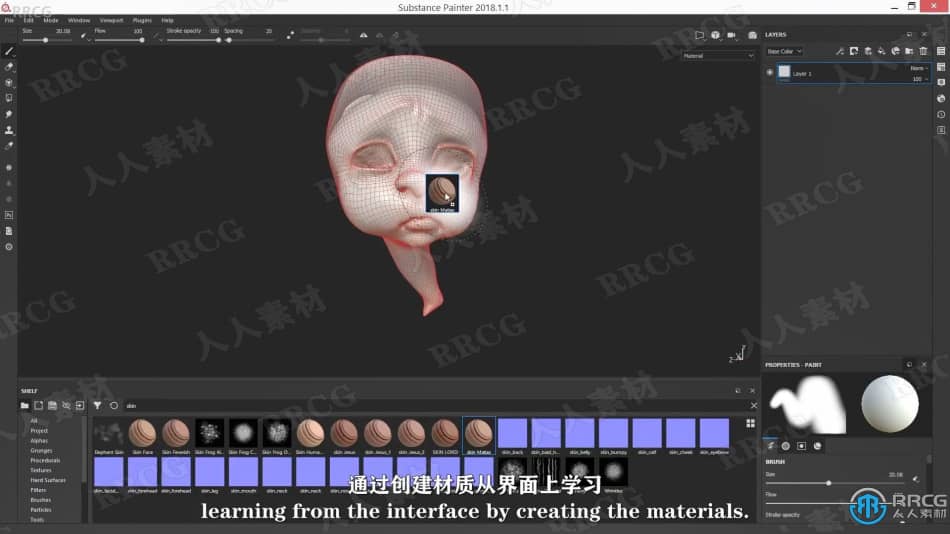 Substance Painter 2018.1.1
File Edit Mode Window Viewport Plugins Help
Size 20.08 Flow 100 Stroke opacity 100 Spacing 20
Material
LAYERS
Base Color
Layer 1
Norm
100
skin Matter
Z
PROPERTIES - PAINT
BRUSH
Size 20.08
Flow
Stroke opacity
SHELF
skin
All
Project
Alphas
Grunges
Procedurals
Textures
Hard Surfaces
Filters
Brushes
Particles
Tools
Elephant Skin Skin Face Skin Feverish Skin Frog Al... Skin Frog C... Skin Frog D... Skin Huma... Skin Jesus Skin Jesus_1 Skin Jesus_2 SKIN LORD skin Matter skin_back skin_belly skin_bumpy skin_calf skin_cheek skin_eyebrow
skin_forehead skin_forehead skin_leg skin_mouth skin_neck skin_neck
Wrinkles
通过创建材质从界面上学习
learning from the interface by creating the materials.
RRCG
人人素材